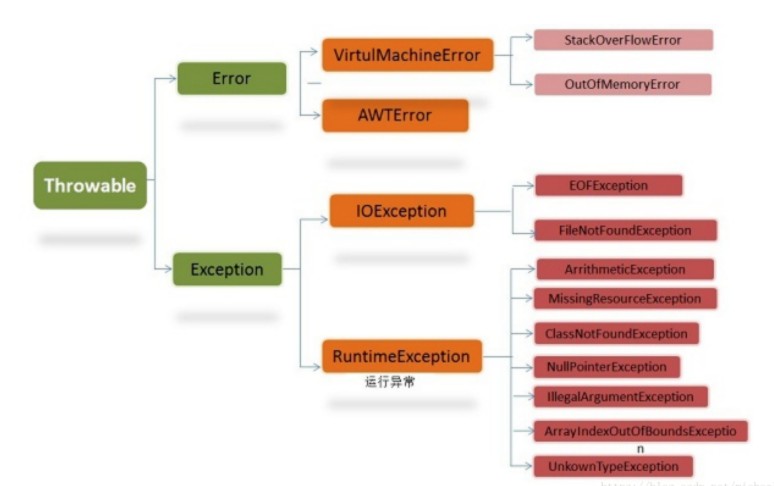 Throwable
Error
VirtulMachineError
StackOverFlowError
OutOfMemoryError
AWTError
Exception
IOException
EOFException
FileNotFoundException
RuntimeException
运行异常
ArrithmeticException
MissingResourceException
ClassNotFoundException
NullPointerException
IllegalArgumentException
ArrayIndexOutOfBoundsExceptio
n
UnkownTypeException